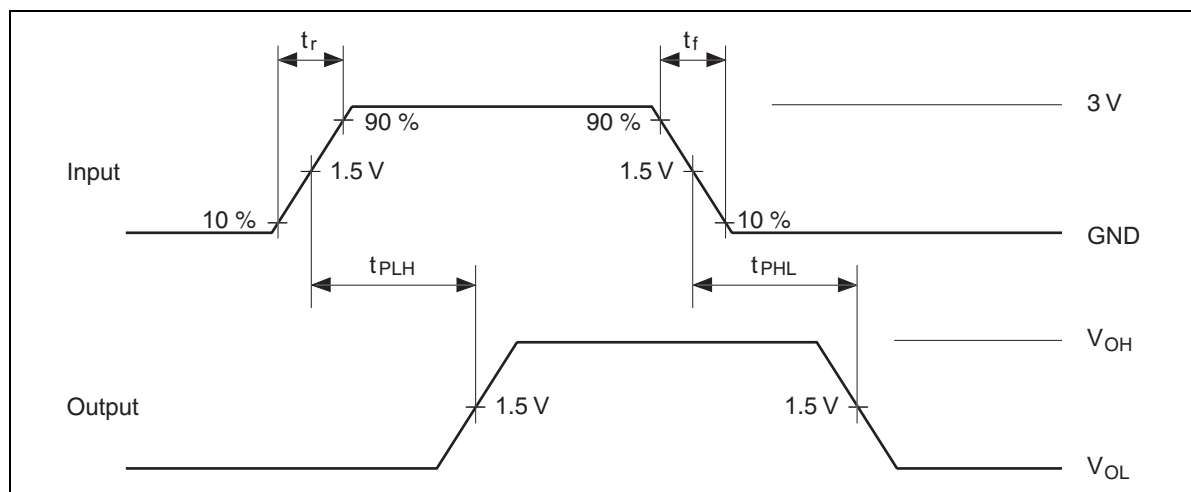 tr
tf
3 V
90 %
90 %
Input
1.5 V
1.5 V
10 %
10 %
GND
tPLH
tPHL
VOH
Output
1.5 V
1.5 V
VOL